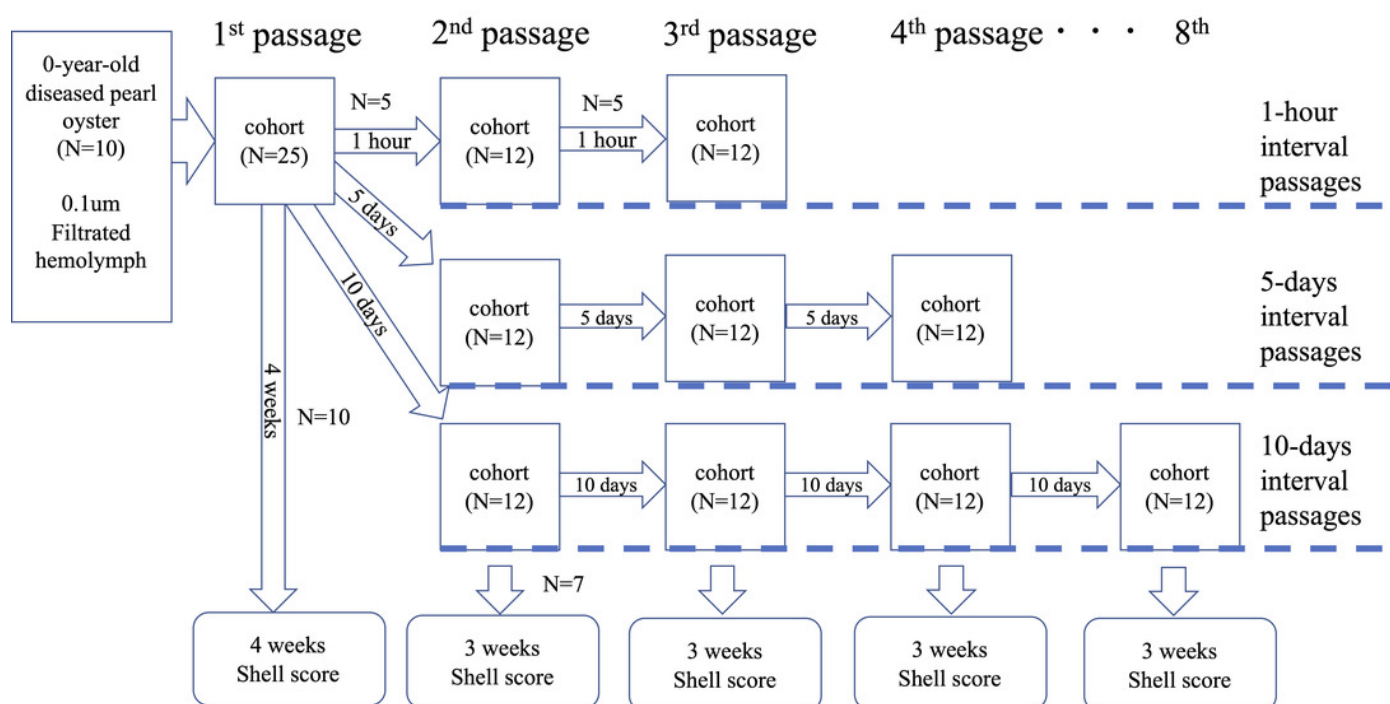 1st passage
2nd passage
3rd passage
4th passage · · · 8th
0-year-old
diseased pearl
oyster
(N=10)
0.1um
Filtrated
hemolymph
cohort
(N=25)
N=5
1 hour
cohort
(N=12)
N=5
1 hour
cohort
(N=12)
1-hour
interval
passages
5 days
cohort
(N=12)
5 days
cohort
(N=12)
5 days
cohort
(N=12)
5-days
interval
passages
10 days
cohort
(N=12)
10 days
cohort
(N=12)
10 days
cohort
(N=12)
10 days
cohort
(N=12)
10-days
interval
passages
4 weeks
N=10
N=7
4 weeks
Shell score
3 weeks
Shell score
3 weeks
Shell score
3 weeks
Shell score
3 weeks
Shell score